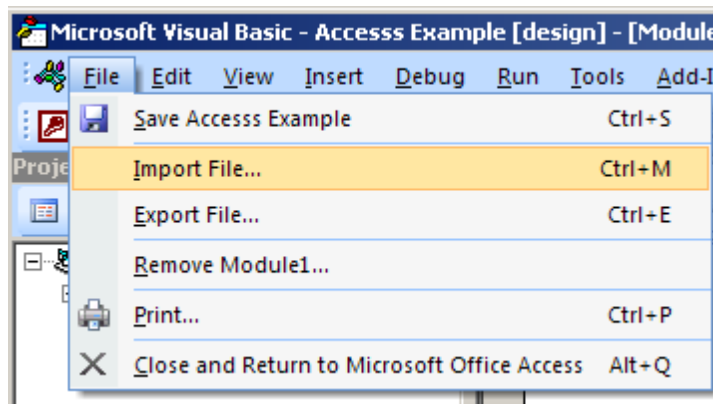 Microsoft Visual Basic - Accesss Example [design] - [Module
File Edit View Insert Debug Run Tools Add-I
Save Accesss Example Ctrl+S
Proje
Import File... Ctrl+M
Export File... Ctrl+E
Remove Module1...
Print... Ctrl+P
Close and Return to Microsoft Office Access Alt+Q